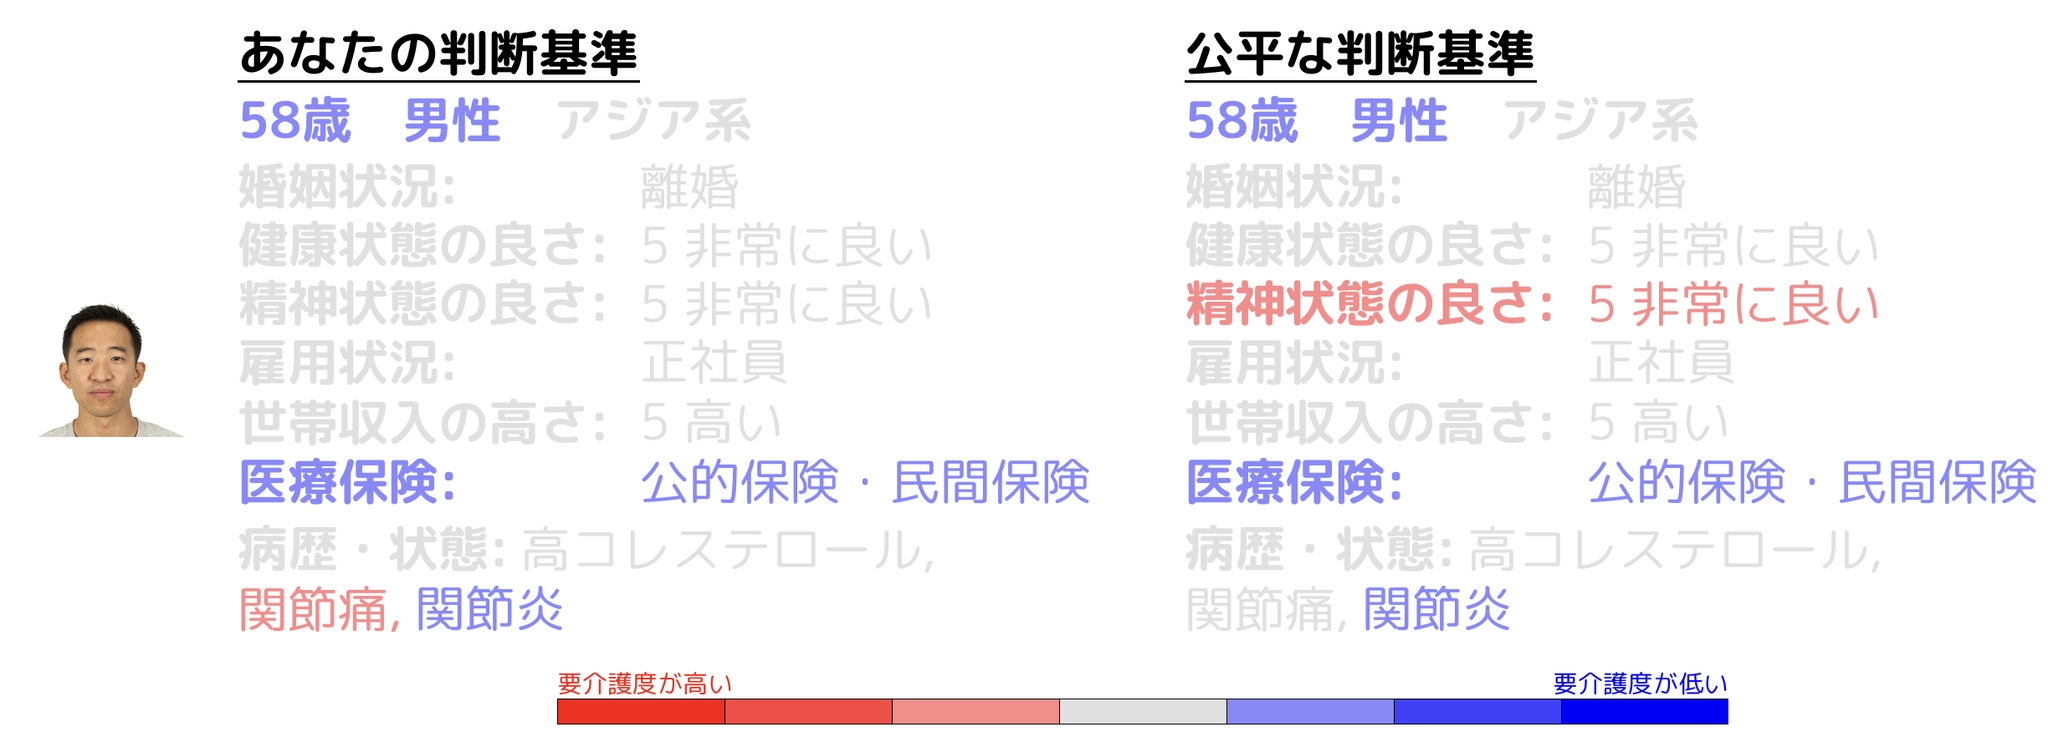 あなたの判断基準
58歳　男性　アジア系
婚姻状況: 離婚
健康状態の良さ: 5 非常に良い
精神状態の良さ: 5 非常に良い
雇用状況: 正社員
世帯収入の高さ: 5 高い
医療保険: 公的保険・民間保険
病歴・状態: 高コレステロール,
関節痛, 関節炎
公平な判断基準
58歳　男性　アジア系
婚姻状況: 離婚
健康状態の良さ: 5 非常に良い
精神状態の良さ: 5 非常に良い
雇用状況: 正社員
世帯収入の高さ: 5 高い
医療保険: 公的保険・民間保険
病歴・状態: 高コレステロール,
関節痛, 関節炎
要介護度が高い
要介護度が低い